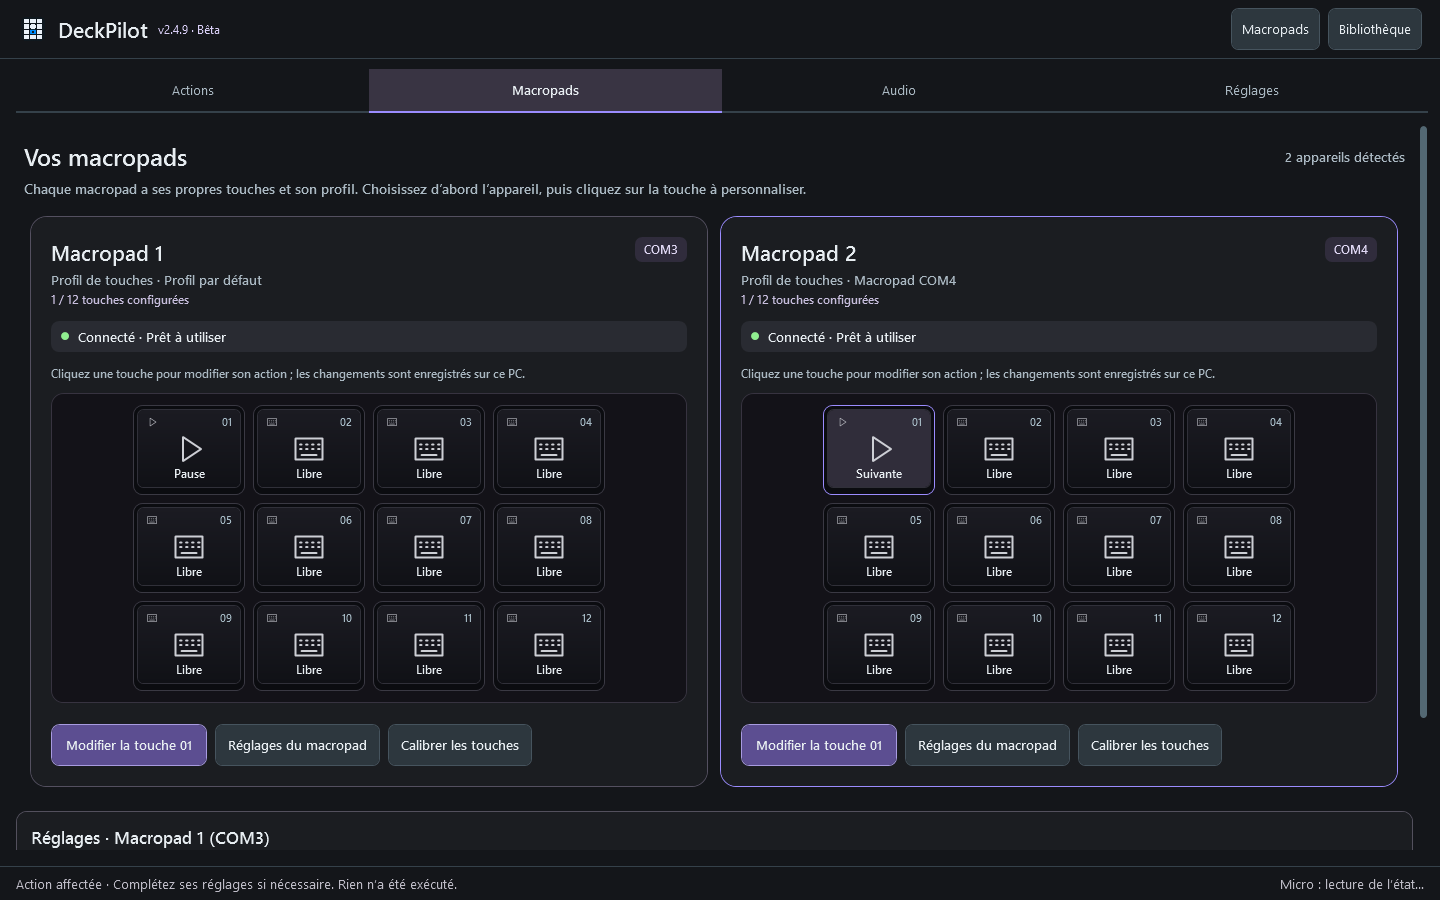 DeckPilot v2.4.9 · Bêta
Macropads Bibliothèque
Actions Macropads Audio Réglages
Vos macropads
2 appareils détectés
Chaque macropad a ses propres touches et son profil. Choisissez d’abord l’appareil, puis cliquez sur la touche à personnaliser.
Macropad 1 COM3
Profil de touches · Profil par défaut
1 / 12 touches configurées
Connecté · Prêt à utiliser
Cliquez une touche pour modifier son action ; les changements sont enregistrés sur ce PC.
01 02 03 04
Pause Libre Libre Libre
05 06 07 08
Libre Libre Libre Libre
09 10 11 12
Libre Libre Libre Libre
Modifier la touche 01 Réglages du macropad Calibrer les touches
Macropad 2 COM4
Profil de touches · Macropad COM4
1 / 12 touches configurées
Connecté · Prêt à utiliser
Cliquez une touche pour modifier son action ; les changements sont enregistrés sur ce PC.
01 02 03 04
Suivante Libre Libre Libre
05 06 07 08
Libre Libre Libre Libre
09 10 11 12
Libre Libre Libre Libre
Modifier la touche 01 Réglages du macropad Calibrer les touches
Réglages · Macropad 1 (COM3)
Action affectée · Complétez ses réglages si nécessaire. Rien n’a été exécuté.
Micro : lecture de l’état...